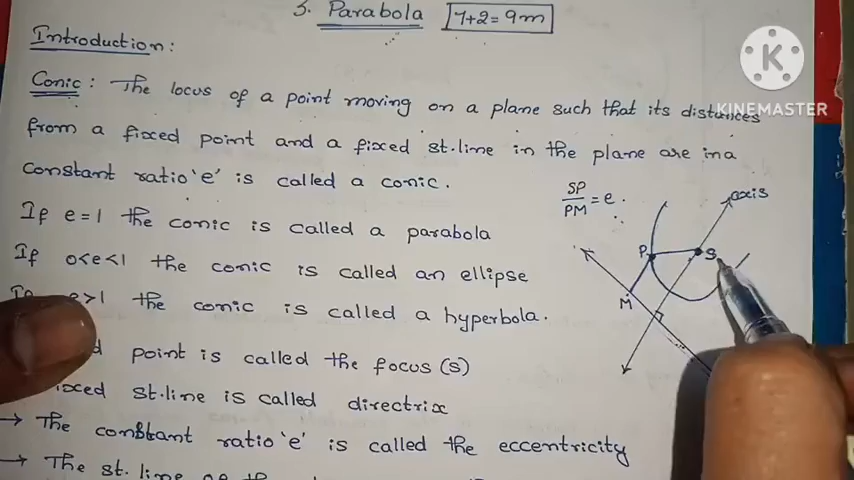 5. Parabola 7+2=9m
Introduction:
Conic: The locus of a point moving on a plane such that its distances
from a fixed point and a fixed st.line in the plane are in a
constant ratio 'e' is called a conic.
SP/PM = e
axis
P
S
M
If e=1 the conic is called a parabola
If 0<e<1 the conic is called an ellipse
e>1 the conic is called a hyperbola.
point is called the focus (S)
st.line is called directrix
→ The constant ratio 'e' is called the eccentricity
→ The st. line
K
KINEMASTER